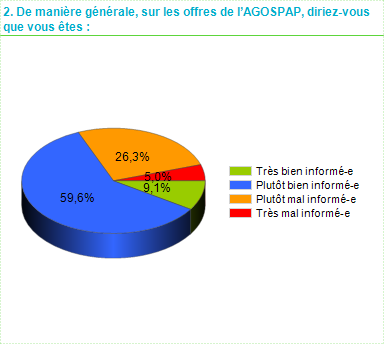 2. De manière générale, sur les offres de l'AGOSPAP, diriez-vous
que vous êtes :
26,3%
5,0%
9,1%
59,6%
Très bien informé-e
Plutôt bien informé-e
Plutôt mal informé-e
Très mal informé-e